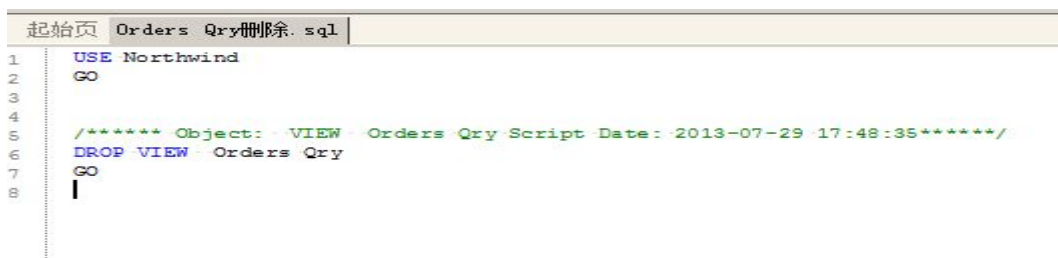 起始页 Orders Qry删除.sql
1 USE Northwind
2 GO
3
4
5 /****** Object: VIEW Orders Qry Script Date: 2013-07-29 17:48:35******/
6 DROP VIEW Orders Qry
7 GO
8